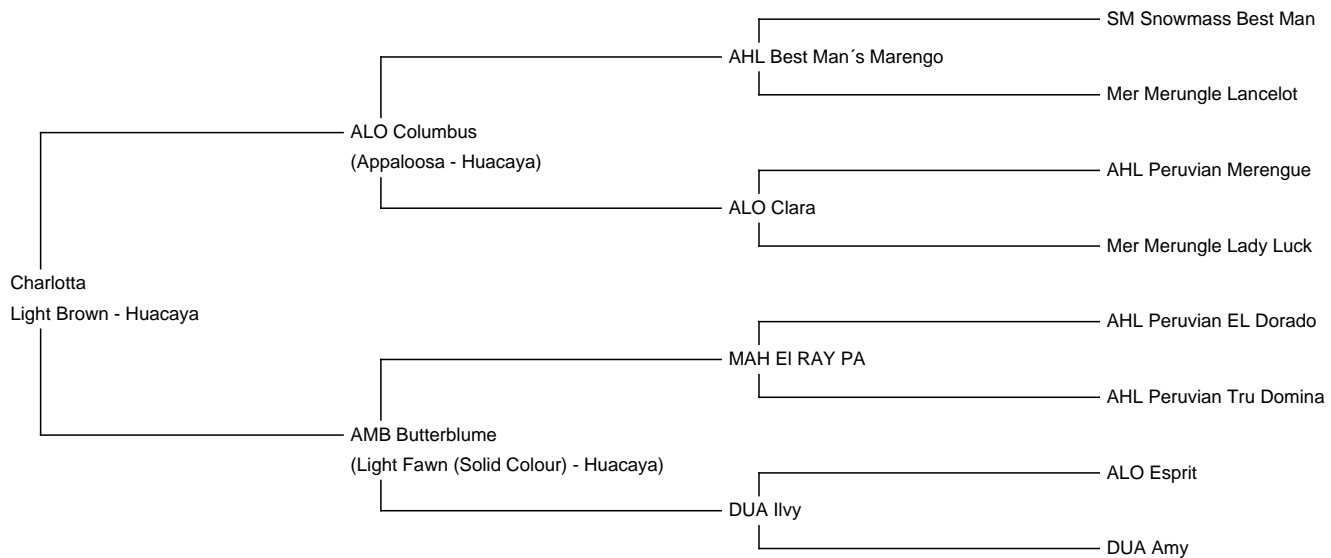 SM Snowmass Best Man
AHL Best Man´s Marengo
Mer Merungle Lancelot
ALO Columbus
(Appaloosa - Huacaya)
AHL Peruvian Merengue
ALO Clara
Mer Merungle Lady Luck
Charlotta
Light Brown - Huacaya
AHL Peruvian EL Dorado
MAH El RAY PA
AHL Peruvian Tru Domina
AMB Butterblume
(Light Fawn (Solid Colour) - Huacaya)
ALO Esprit
DUA Ilvy
DUA Amy